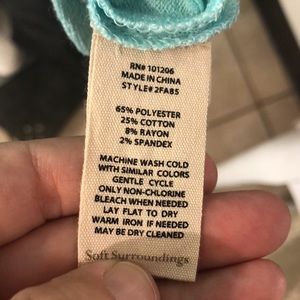 RN# 101206
MADE IN CHINA
STYLE# 2FA85
65% POLYESTER
25% COTTON
8% RAYON
2% SPANDEX
MACHINE WASH COLD
WITH SIMILAR COLORS
GENTLE CYCLE
ONLY NON-CHLORINE
BLEACH WHEN NEEDED
LAY FLAT TO DRY
WARM IRON IF NEEDED
MAY BE DRY CLEANED
Soft Surroundings